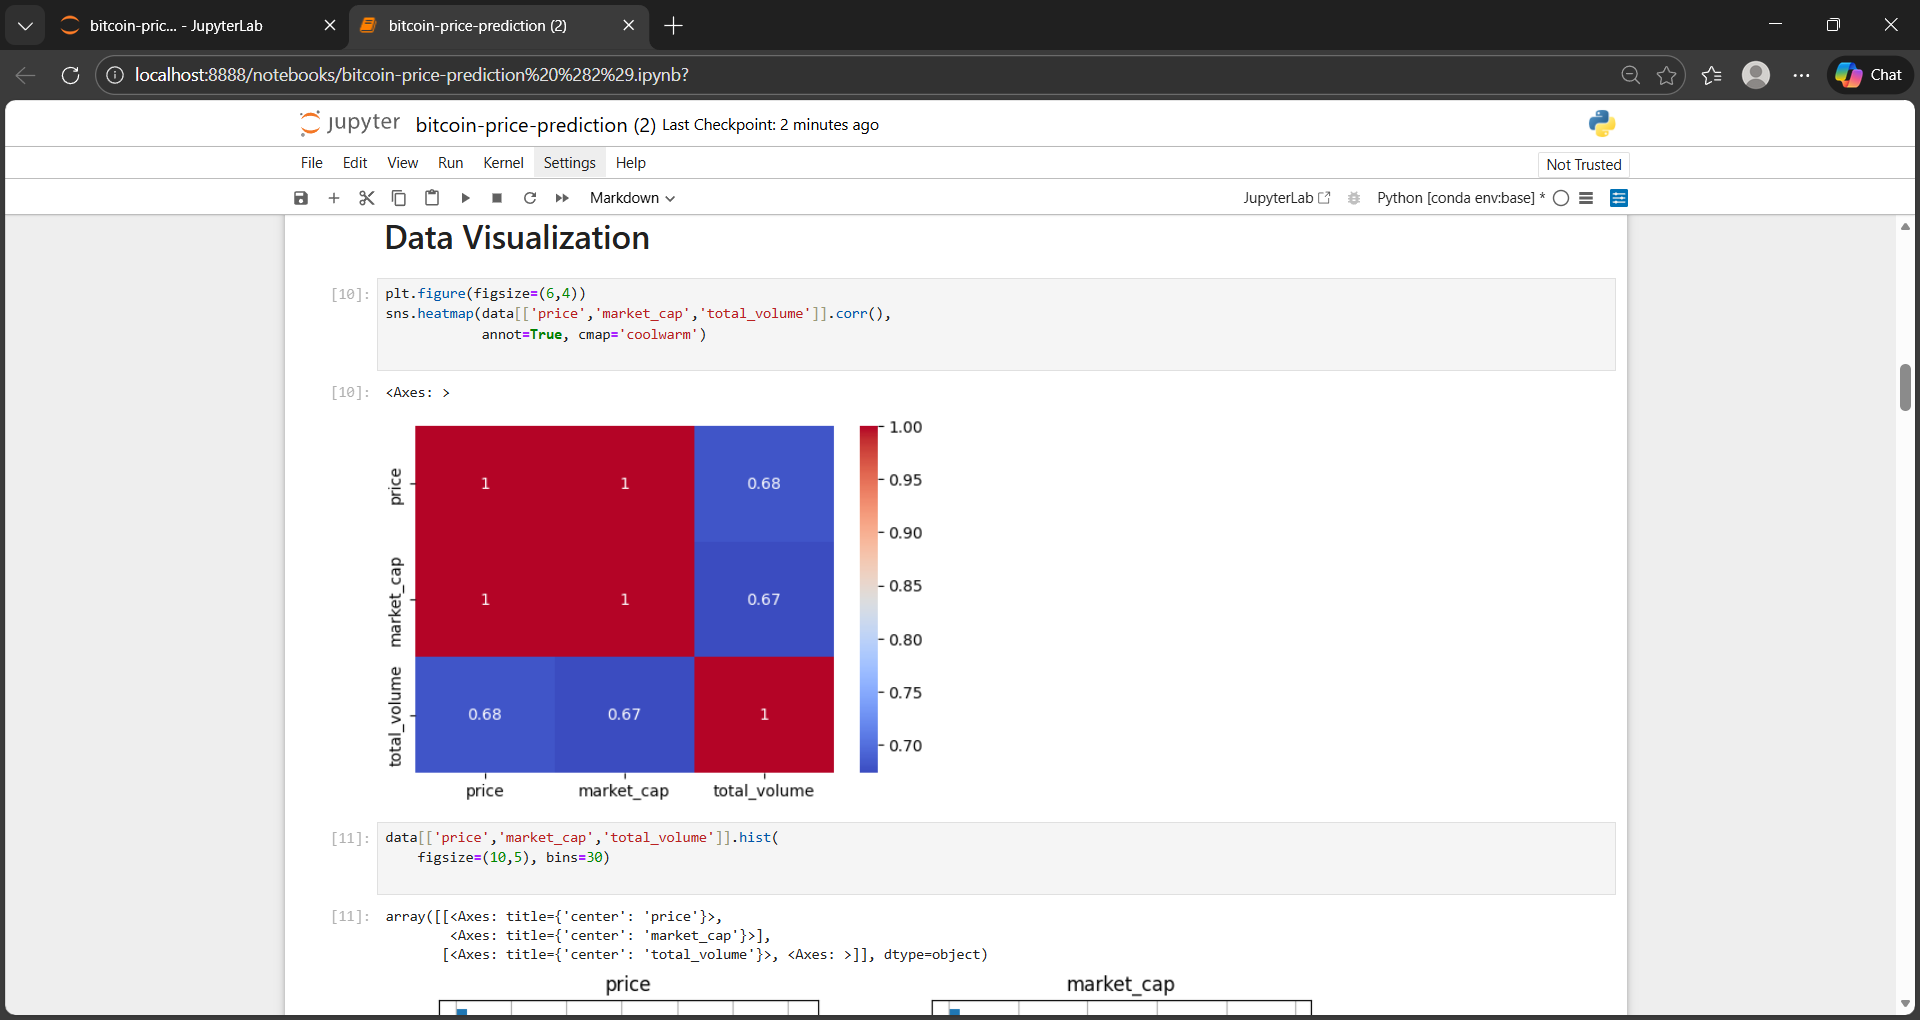 bitcoin-pric... - JupyterLab
bitcoin-price-prediction (2)
localhost:8888/notebooks/bitcoin-price-prediction%20%282%29.ipynb?
Chat
jupyter bitcoin-price-prediction (2) Last Checkpoint: 2 minutes ago
File Edit View Run Kernel Settings Help
Not Trusted
Markdown
JupyterLab
Python [conda env:base] *
Data Visualization
[10]:
plt.figure(figsize=(6,4))
sns.heatmap(data[['price','market_cap','total_volume']].corr(),
            annot=True, cmap='coolwarm')
[10]: <Axes: >
price
market_cap
total_volume
1 1 0.68
1 1 0.67
0.68 0.67 1
price market_cap total_volume
1.00
0.95
0.90
0.85
0.80
0.75
0.70
[11]:
data[['price','market_cap','total_volume']].hist(
    figsize=(10,5), bins=30)
[11]: array([[<Axes: title={'center': 'price'}>,
        <Axes: title={'center': 'market_cap'}>],
       [<Axes: title={'center': 'total_volume'}>, <Axes: >]], dtype=object)
price market_cap